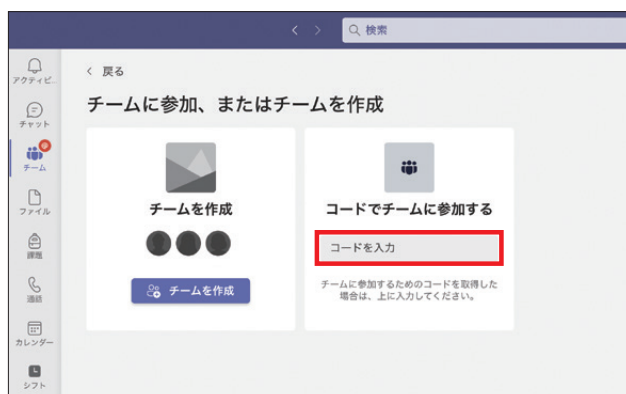 検索
アクティビ...
チャット
チーム
ファイル
課題
通話
カレンダー
シフト
< 戻る
チームに参加、またはチームを作成
チームを作成
チームを作成
コードでチームに参加する
コードを入力
チームに参加するためのコードを取得した
場合は、上に入力してください。